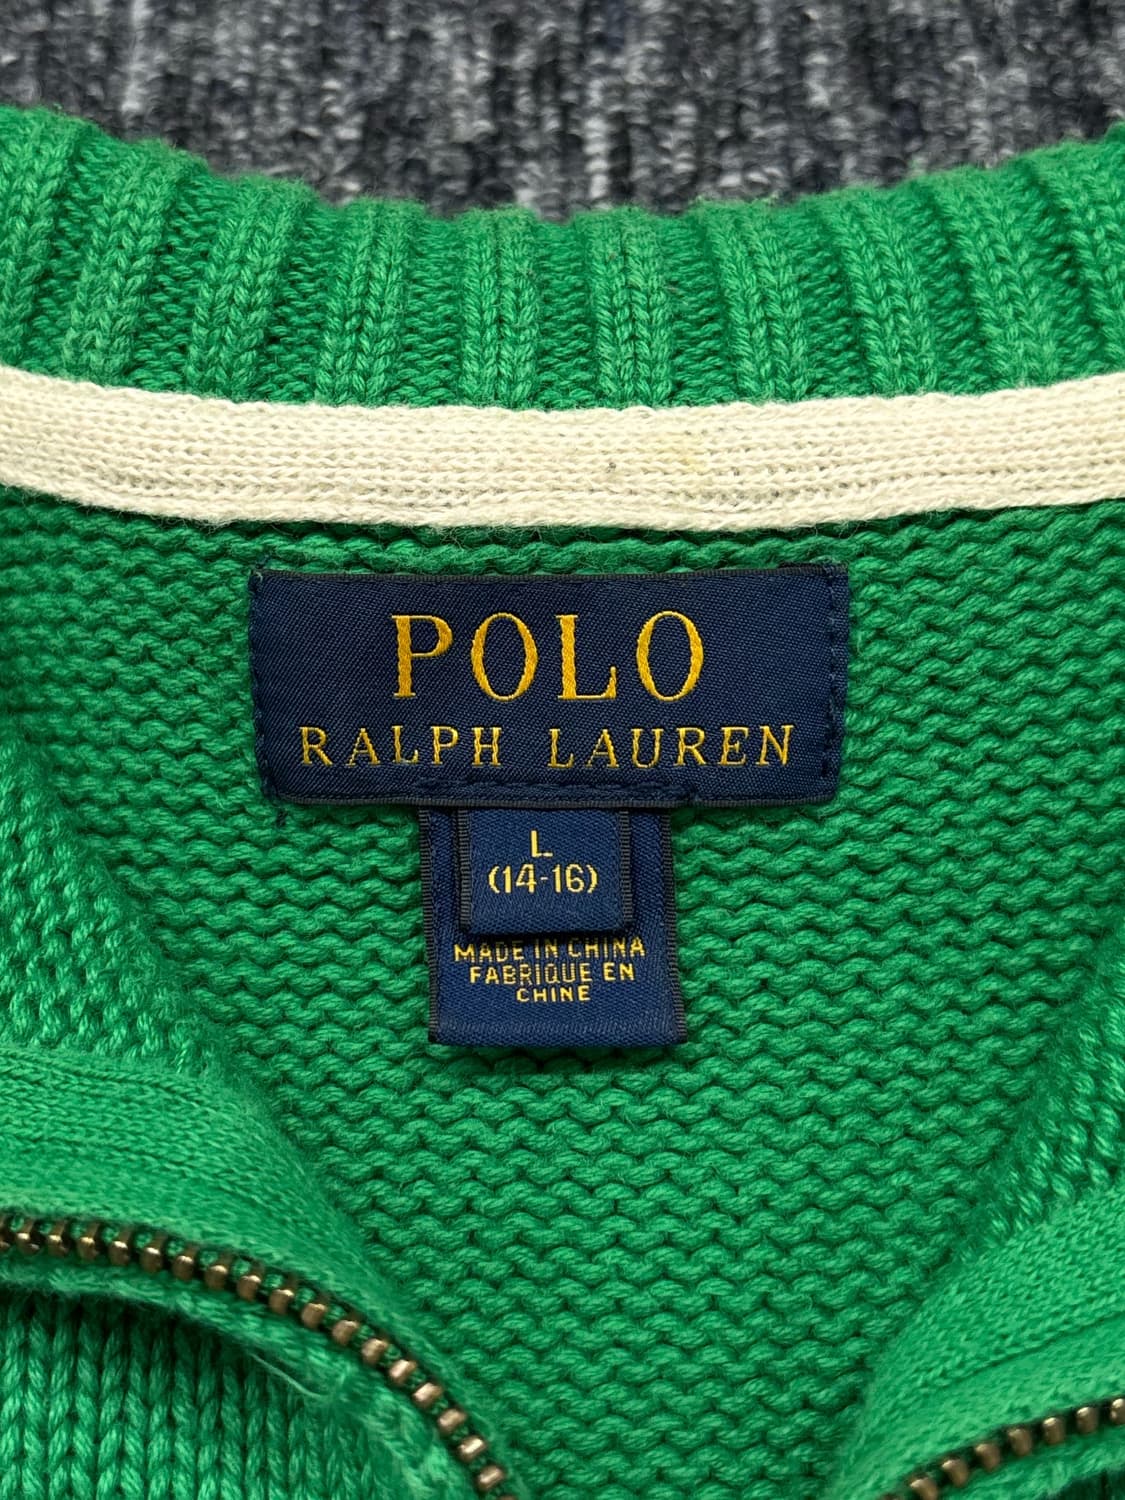 POLO
RALPH LAUREN
L
(14-16)
MADE IN CHINA
FABRIQUE EN
CHINE